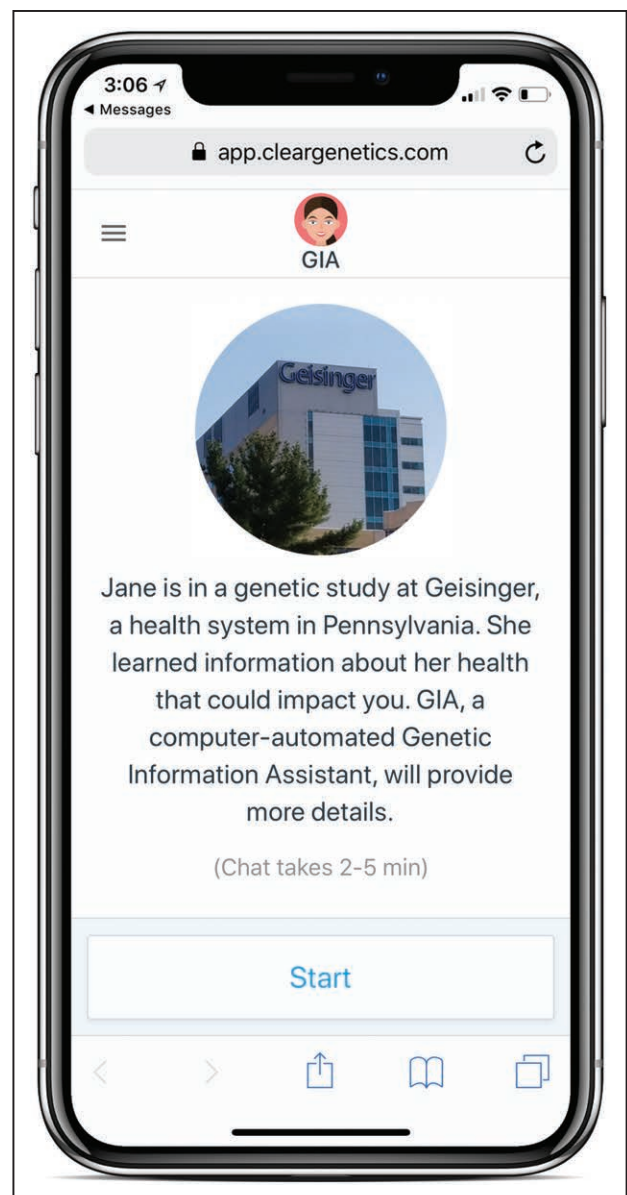 3:06
Messages
app.cleargenetics.com
GIA
Geisinger
Jane is in a genetic study at Geisinger,
a health system in Pennsylvania. She
learned information about her health
that could impact you. GIA, a
computer-automated Genetic
Information Assistant, will provide
more details.
(Chat takes 2-5 min)
Start